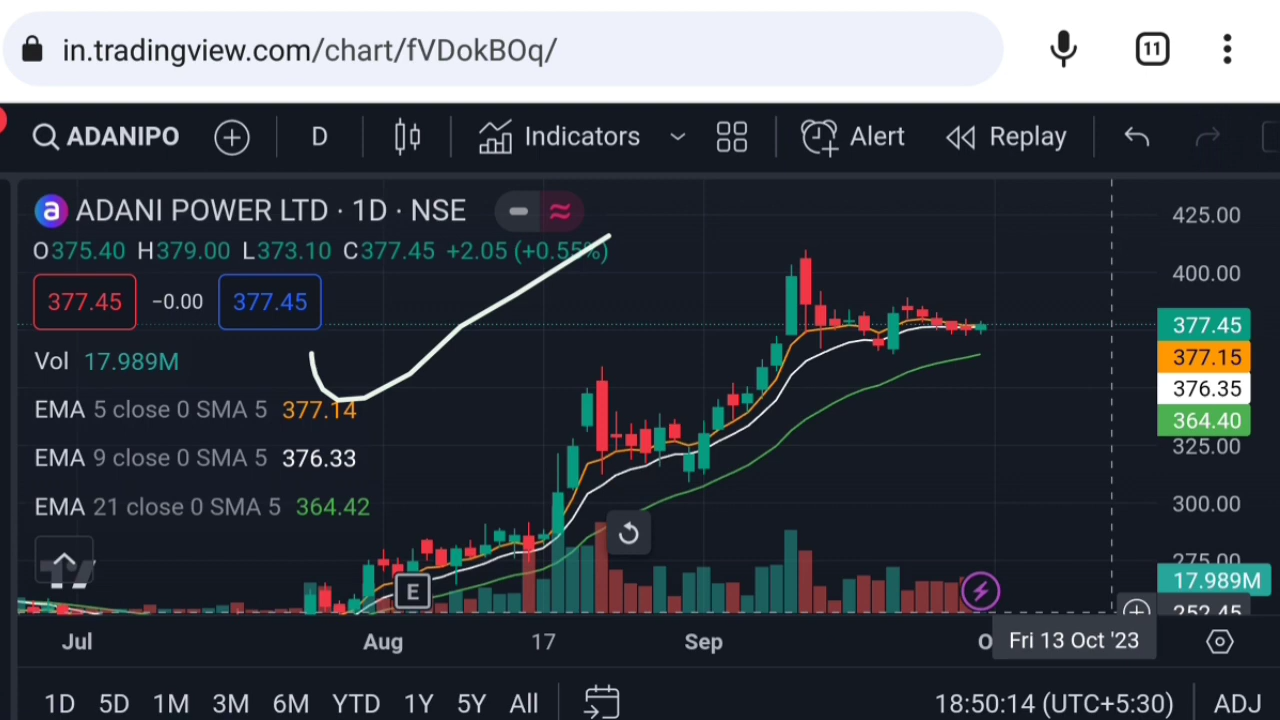 in.tradingview.com/chart/fVDokBOq/ 11
ADANIPO D Indicators Alert Replay
a ADANI POWER LTD · 1D · NSE
O375.40 H379.00 L373.10 C377.45 +2.05 (+0.55%)
377.45 −0.00 377.45
Vol 17.989M
EMA 5 close 0 SMA 5 377.14
EMA 9 close 0 SMA 5 376.33
EMA 21 close 0 SMA 5 364.42
E
425.00
400.00
377.45
377.15
376.35
364.40
325.00
300.00
275.00
17.989M
252.45
Jul Aug 17 Sep O Fri 13 Oct '23
1D 5D 1M 3M 6M YTD 1Y 5Y All 18:50:14 (UTC+5:30) ADJ